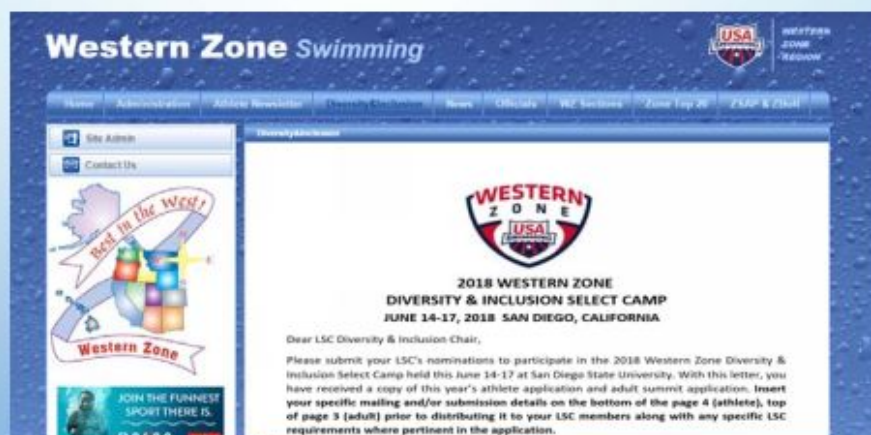 Western Zone Swimming
USA
SWIMMING
WESTERN
ZONE
REGION
Home Administration Athlete Newsletter Diversity&Inclusion News Officials WZ Sections Zone Top 20
Diversity&Inclusion
Site Admin
Contact Us
Best in the West!
Western Zone
JOIN THE FUNNEST
SPORT THERE IS.
WESTERN
ZONE
USA
SWIMMING
2018 WESTERN ZONE
DIVERSITY & INCLUSION SELECT CAMP
JUNE 14-17, 2018 SAN DIEGO, CALIFORNIA
Dear LSC Diversity & Inclusion Chair,
Please submit your LSC's nominations to participate in the 2018 Western Zone Diversity &
Inclusion Select Camp held this June 14-17 at San Diego State University. With this letter, you
have received a copy of this year's athlete application and adult summit application. Insert
your specific mailing and/or submission details on the bottom of the page 4 (athlete), top
of page 3 (adult) prior to distributing it to your LSC members along with any specific LSC
requirements where pertinent in the application.